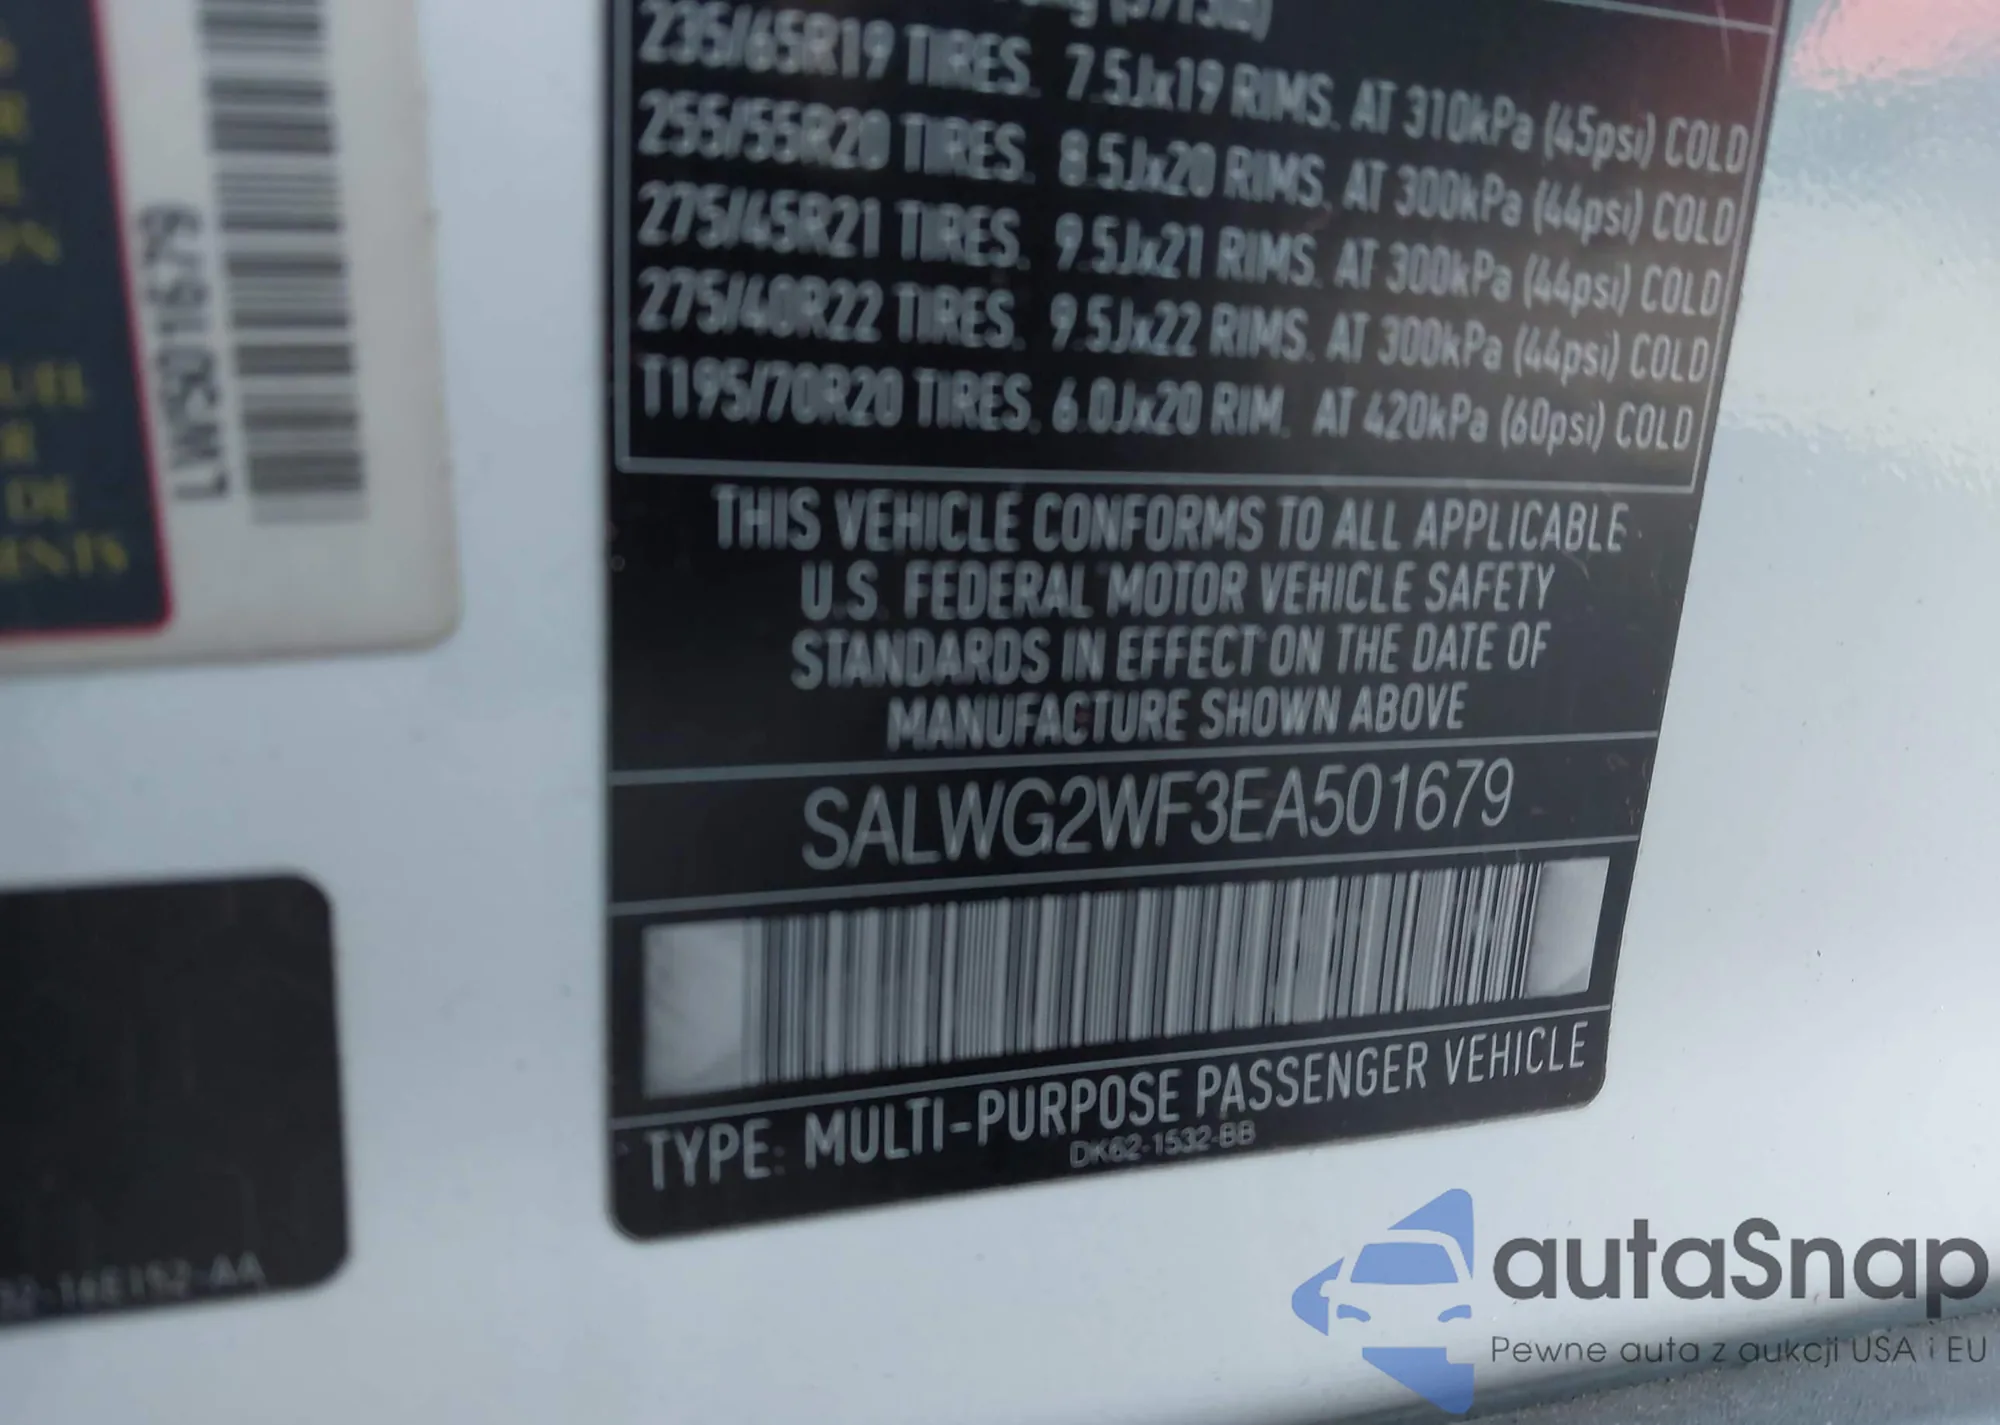 235/65R19 TIRES. 7.5Jx19 RIMS. AT 310kPa (45psi) COLD
255/55R20 TIRES. 8.5Jx20 RIMS. AT 300kPa (44psi) COLD
275/45R21 TIRES. 9.5Jx21 RIMS. AT 300kPa (44psi) COLD
275/40R22 TIRES. 9.5Jx22 RIMS. AT 300kPa (44psi) COLD
T195/70R20 TIRES. 6.0Jx20 RIM. AT 420kPa (60psi) COLD
THIS VEHICLE CONFORMS TO ALL APPLICABLE
U.S. FEDERAL MOTOR VEHICLE SAFETY
STANDARDS IN EFFECT ON THE DATE OF
MANUFACTURE SHOWN ABOVE
SALWG2WF3EA501679
TYPE: MULTI-PURPOSE PASSENGER VEHICLE
DK62-1532-BB
LW501679
DE
autaSnap
Pewne auta z aukcji USA i EU